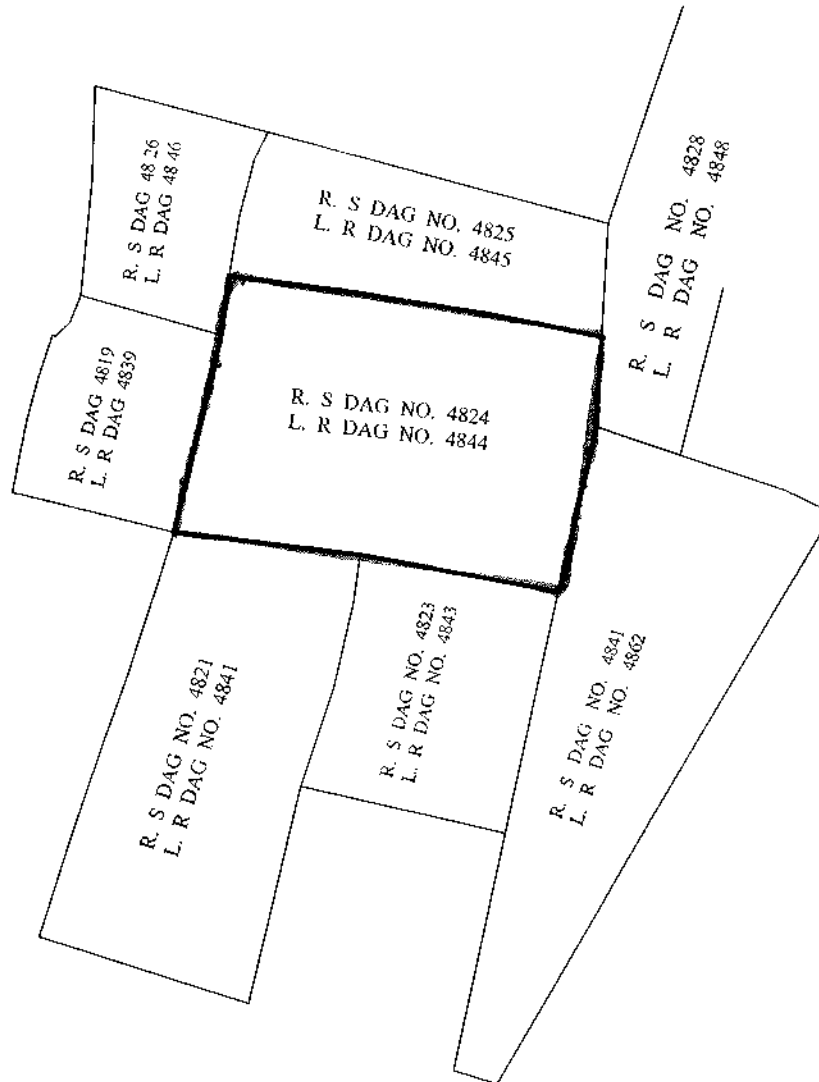 R. S DAG 48 26
L. R DAG 48 46
R. S DAG NO. 4825
L. R DAG NO. 4845
R. S DAG NO. 4828
L. R DAG NO. 4848
R. S DAG 4819
L. R DAG 4839
R. S DAG NO. 4824
L. R DAG NO. 4844
R. S DAG NO. 4821
L. R DAG NO. 4841
R. S DAG NO. 4823
L. R DAG NO. 4843
R. S DAG NO. 4841
L. R DAG NO. 4862